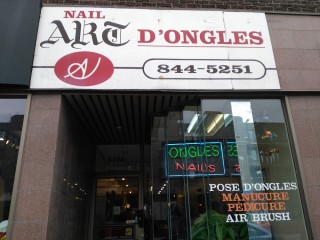 NAIL
ART D'ONGLES
844-5251
ONGLES
NAILS
POSE D'ONGLES
MANUCURE
PEDICURE
AIR BRUSH